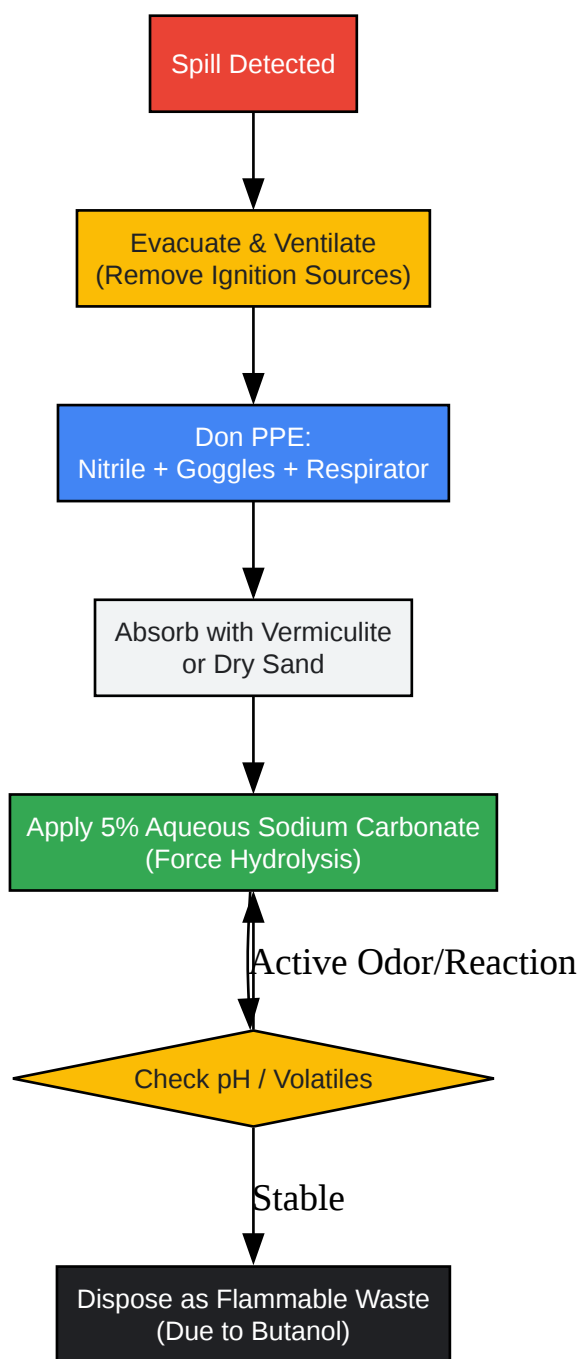 Spill Detected
Evacuate & Ventilate
(Remove Ignition Sources)
Don PPE:
Nitrile + Goggles + Respirator
Absorb with Vermiculite
or Dry Sand
Apply 5% Aqueous Sodium Carbonate
(Force Hydrolysis)
Active Odor/Reaction
Check pH / Volatiles
Stable
Dispose as Flammable Waste
(Due to Butanol)